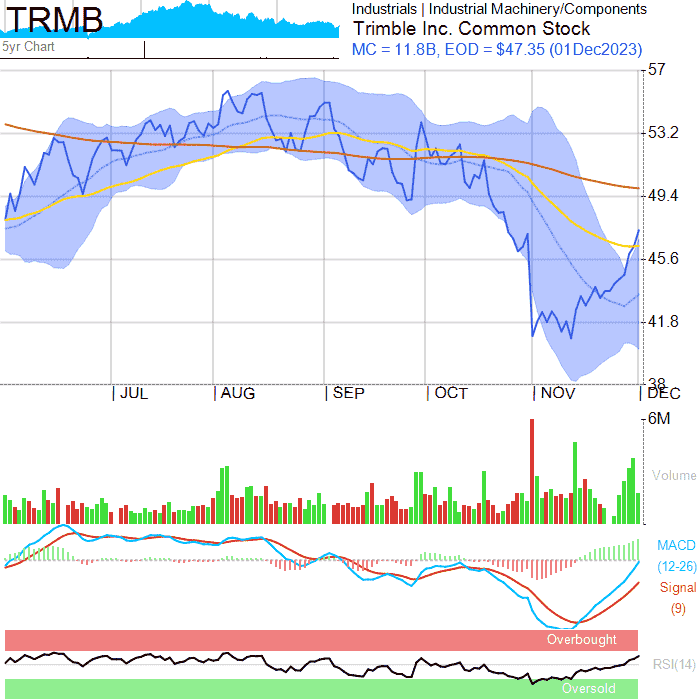 TRMB
5yr Chart
Industrials | Industrial Machinery/Components
Trimble Inc. Common Stock
MC = 11.8B, EOD = $47.35 (01Dec2023)
57
53.2
49.4
45.6
41.8
38
JUL AUG SEP OCT NOV DEC
6M
Volume
MACD
(12-26)
Signal
(9)
Overbought
RSI(14)
Oversold